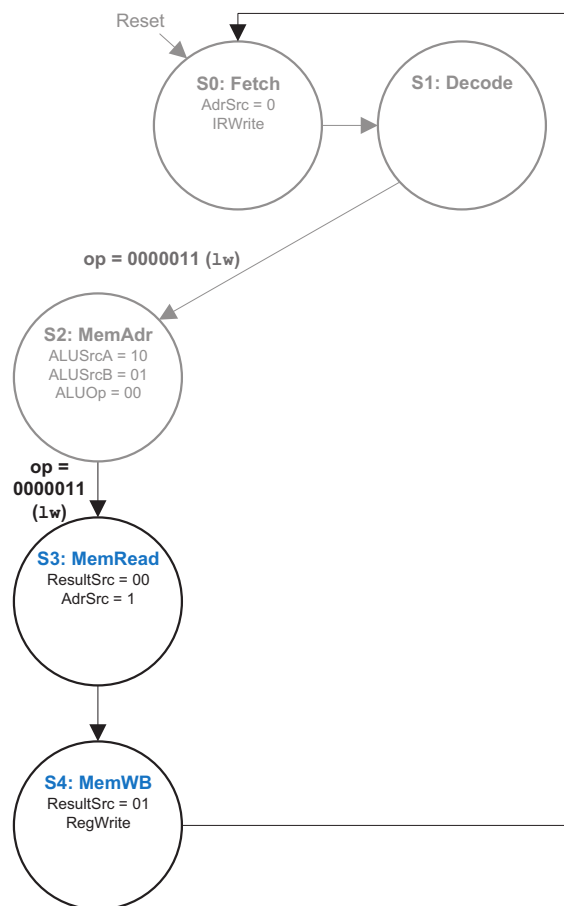 Reset
S0: Fetch
AdrSrc = 0
IRWrite
S1: Decode
op = 0000011 (lw)
S2: MemAdr
ALUSrcA = 10
ALUSrcB = 01
ALUOp = 00
op =
0000011
(lw)
S3: MemRead
ResultSrc = 00
AdrSrc = 1
S4: MemWB
ResultSrc = 01
RegWrite